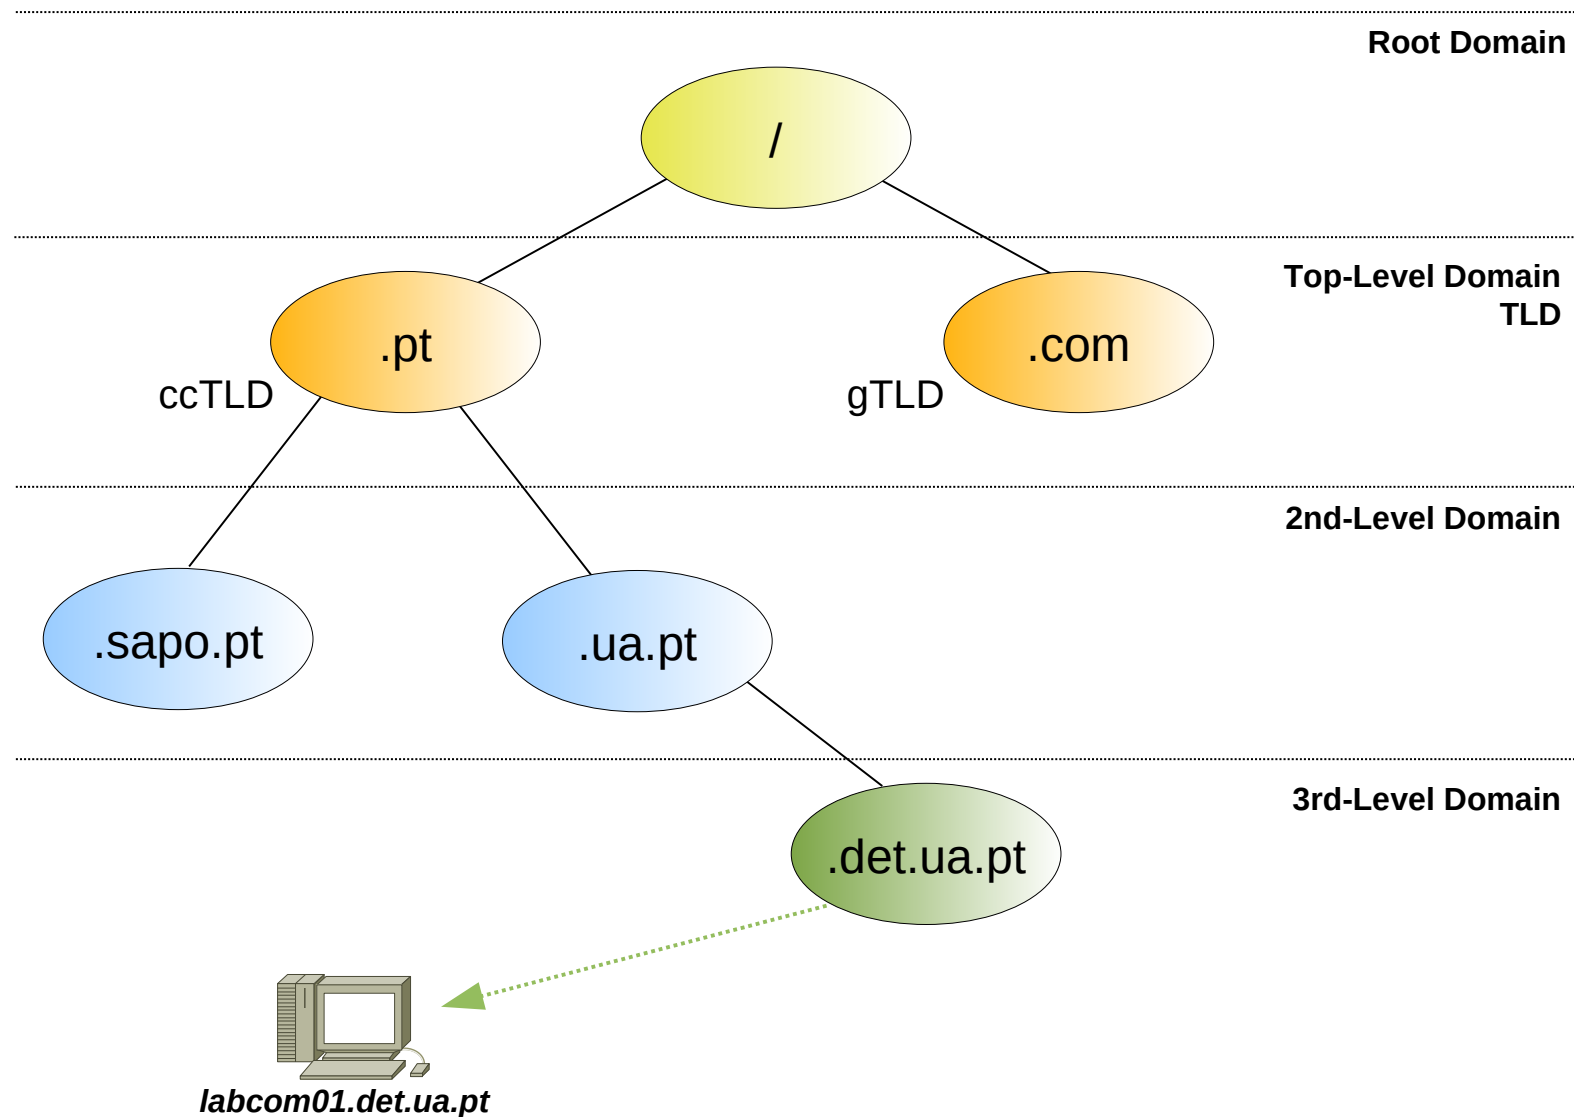 Root Domain
/
Top-Level Domain
TLD
.pt
.com
ccTLD
gTLD
2nd-Level Domain
.sapo.pt
.ua.pt
3rd-Level Domain
.det.ua.pt
labcom01.det.ua.pt